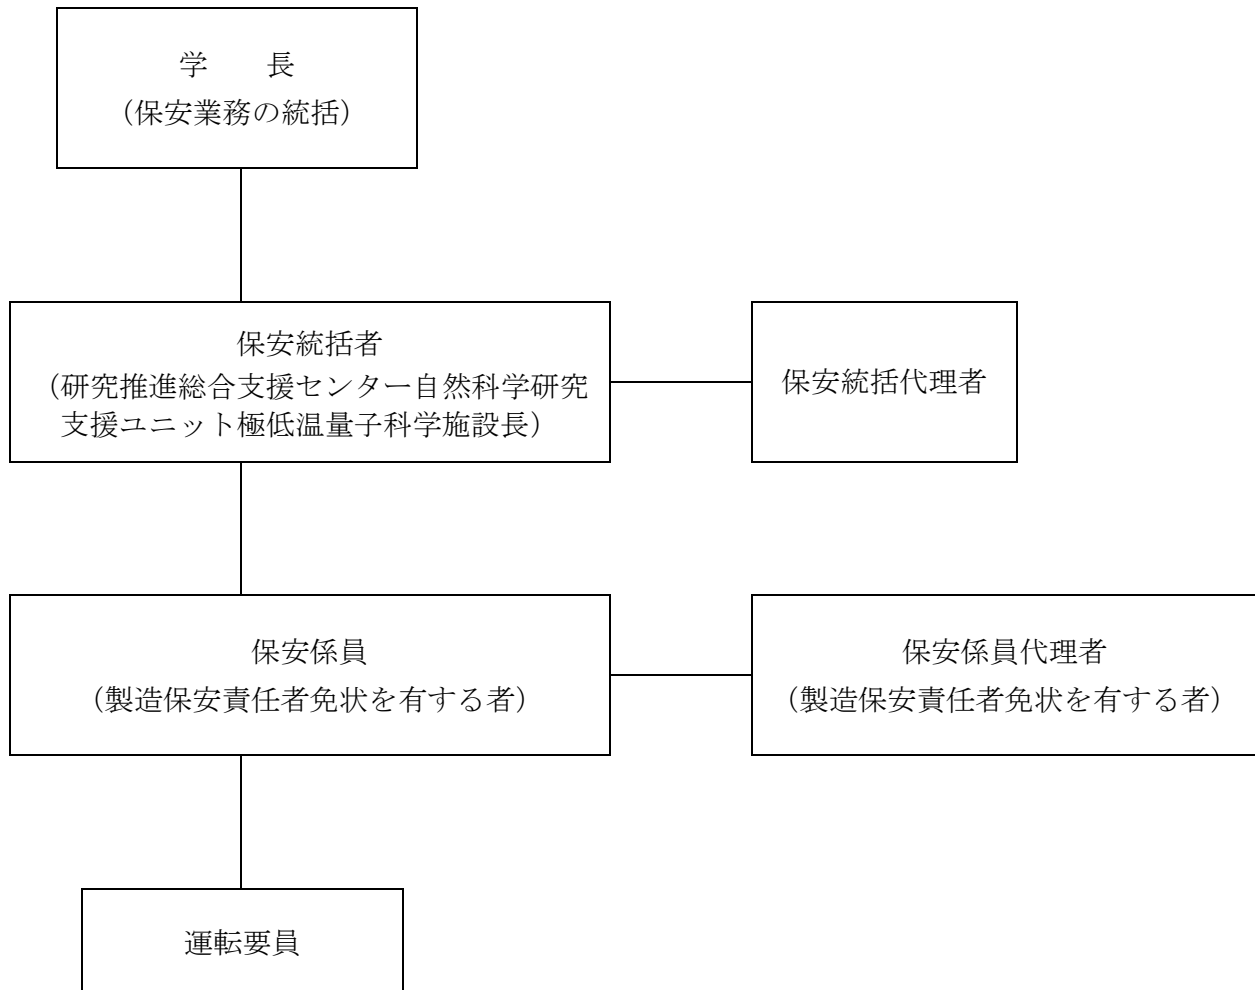 学　　長
（保安業務の統括）
保安統括者
（研究推進総合支援センター自然科学研究
支援ユニット極低温量子科学施設長）
保安統括代理者
保安係員
（製造保安責任者免状を有する者）
保安係員代理者
（製造保安責任者免状を有する者）
運転要員